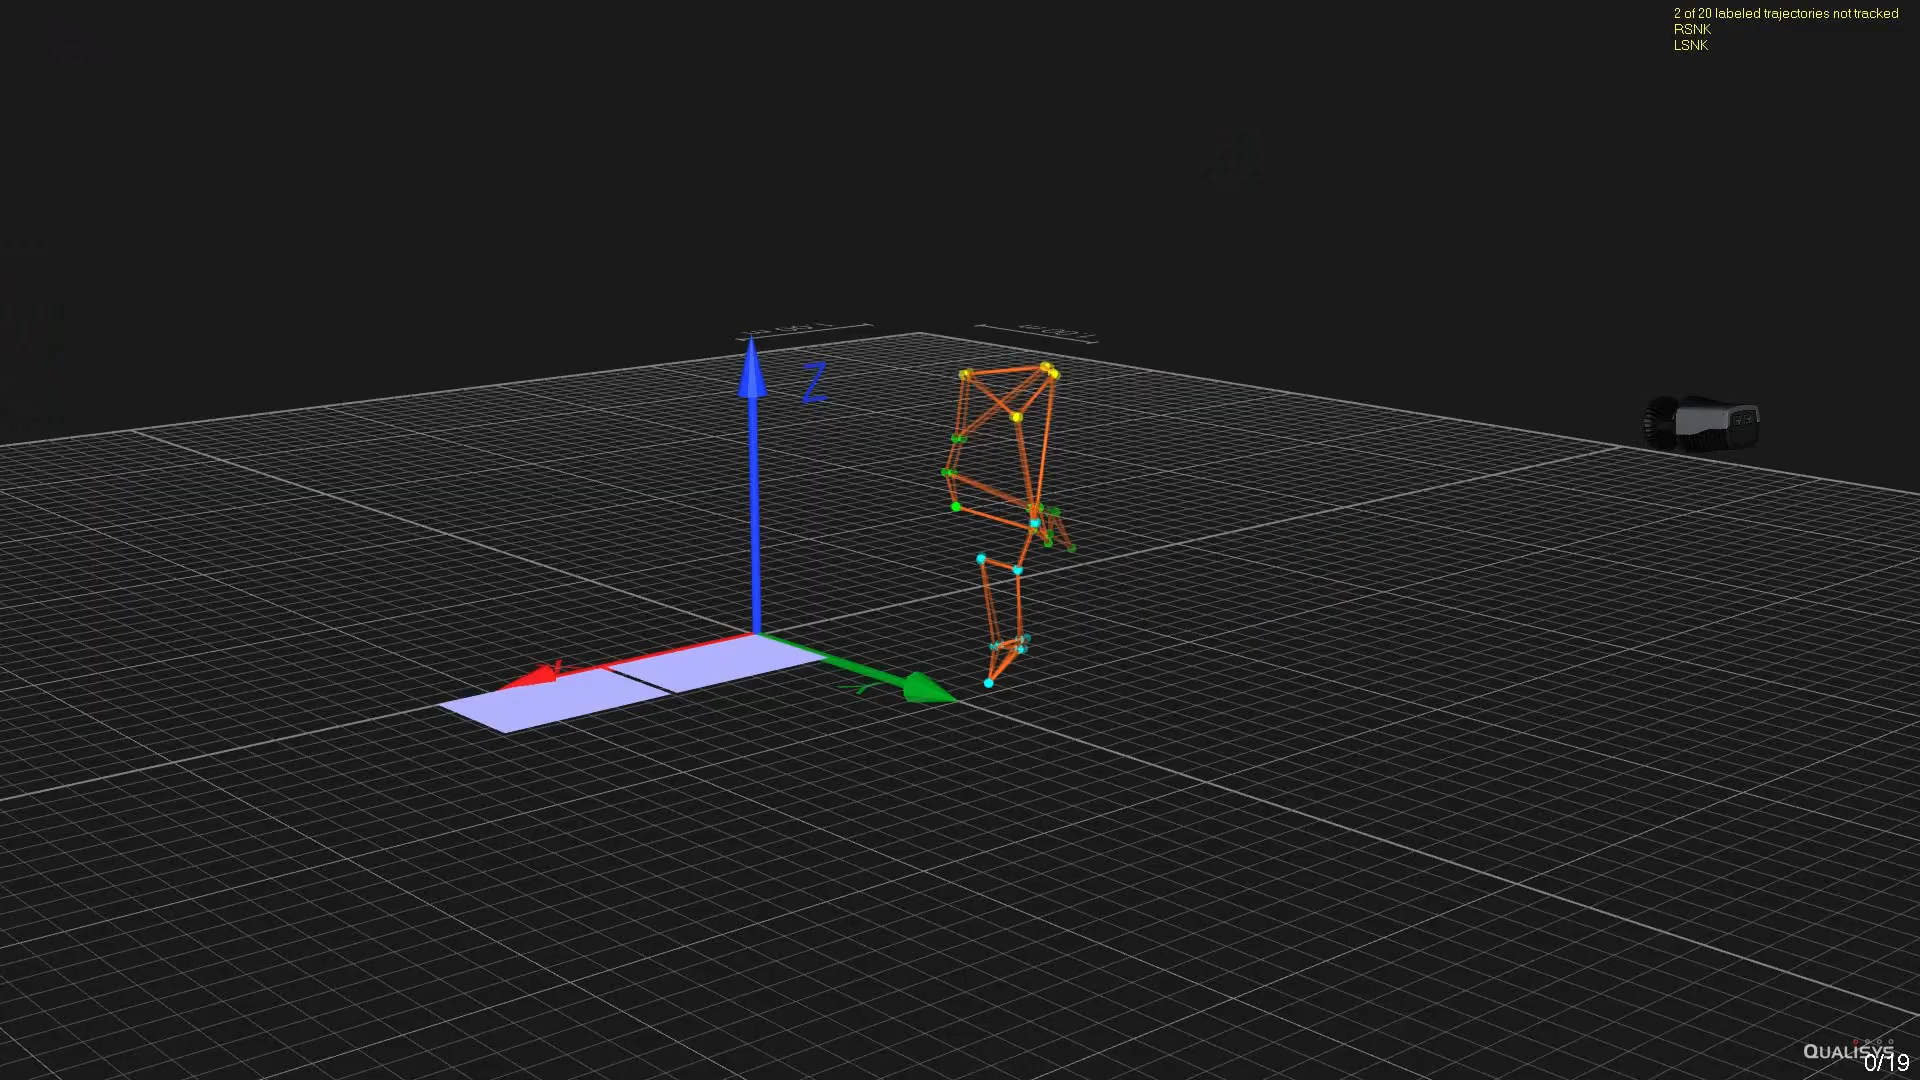 2 of 20 labeled trajectories not tracked
RSNK
LSNK
Z
QUALISYS
0/19